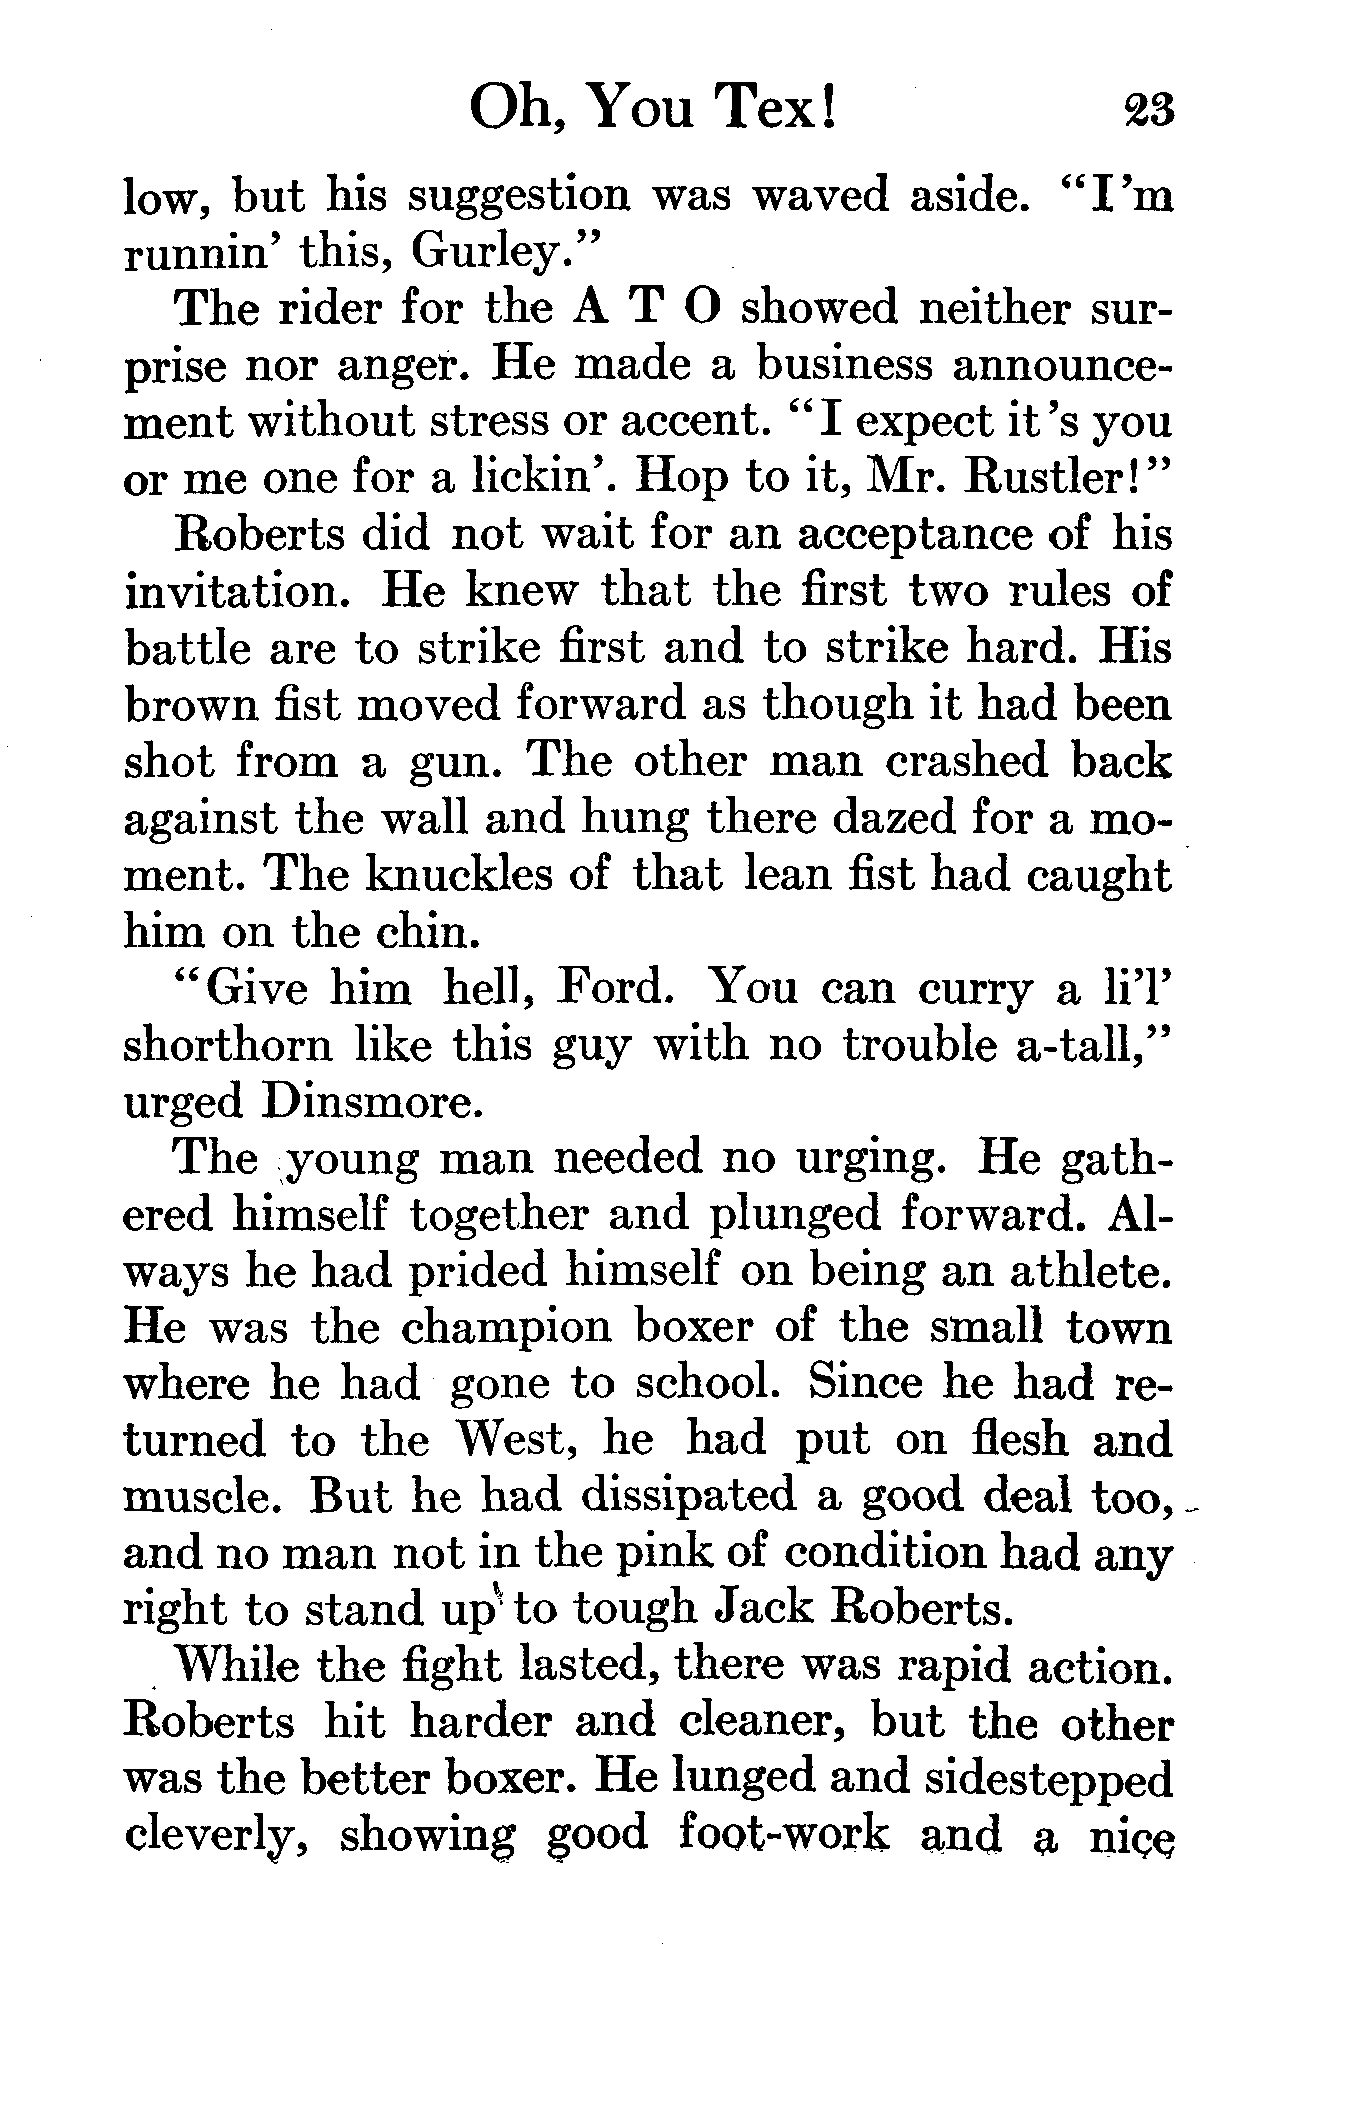 Oh, You Tex! 23
low, but his suggestion was waved aside. “I’m
runnin’ this, Gurley.”
The rider for the A T O showed neither sur-
prise nor anger. He made a business announce-
ment without stress or accent. “I expect it’s you
or me one for a lickin’. Hop to it, Mr. Rustler!”
Roberts did not wait for an acceptance of his
invitation. He knew that the first two rules of
battle are to strike first and to strike hard. His
brown fist moved forward as though it had been
shot from a gun. The other man crashed back
against the wall and hung there dazed for a mo-
ment. The knuckles of that lean fist had caught
him on the chin.
“Give him hell, Ford. You can curry a li’l’
shorthorn like this guy with no trouble a-tall,”
urged Dinsmore.
The young man needed no urging. He gath-
ered himself together and plunged forward. Al-
ways he had prided himself on being an athlete.
He was the champion boxer of the small town
where he had gone to school. Since he had re-
turned to the West, he had put on flesh and
muscle. But he had dissipated a good deal too,
and no man not in the pink of condition had any
right to stand up to tough Jack Roberts.
While the fight lasted, there was rapid action.
Roberts hit harder and cleaner, but the other
was the better boxer. He lunged and sidestepped
cleverly, showing good foot-work and a nice